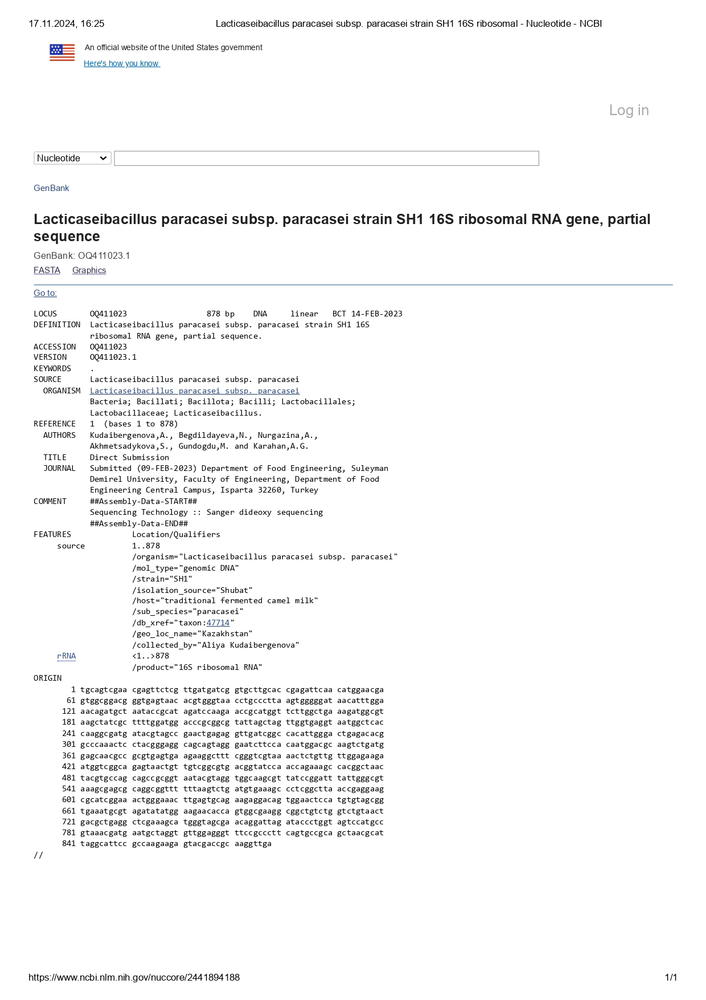 17.11.2024, 16:25
Lacticaseibacillus paracasei subsp. paracasei strain SH1 16S ribosomal - Nucleotide - NCBI
An official website of the United States government
Here's how you know
Log in
Nucleotide
GenBank
Lacticaseibacillus paracasei subsp. paracasei strain SH1 16S ribosomal RNA gene, partial
sequence
GenBank: OQ411023.1
FASTA Graphics
Go to:
LOCUS OQ411023 878 bp DNA linear BCT 14-FEB-2023
DEFINITION Lacticaseibacillus paracasei subsp. paracasei strain SH1 16S
ribosomal RNA gene, partial sequence.
ACCESSION OQ411023
VERSION OQ411023.1
KEYWORDS .
SOURCE Lacticaseibacillus paracasei subsp. paracasei
ORGANISM Lacticaseibacillus paracasei subsp. paracasei
Bacteria; Bacillati; Bacillota; Bacilli; Lactobacillales;
Lactobacillaceae; Lacticaseibacillus.
REFERENCE 1 (bases 1 to 878)
AUTHORS Kudaibergenova,A., Begdildayeva,N., Nurgazina,A.,
Akhmetsadykova,S., Gundogdu,M. and Karahan,A.G.
TITLE Direct Submission
JOURNAL Submitted (09-FEB-2023) Department of Food Engineering, Suleyman
Demirel University, Faculty of Engineering, Department of Food
Engineering Central Campus, Isparta 32260, Turkey
COMMENT ##Assembly-Data-START##
Sequencing Technology :: Sanger dideoxy sequencing
##Assembly-Data-END##
FEATURES Location/Qualifiers
source 1..878
/organism="Lacticaseibacillus paracasei subsp. paracasei"
/mol_type="genomic DNA"
/strain="SH1"
/isolation_source="Shubat"
/host="traditional fermented camel milk"
/sub_species="paracasei"
/db_xref="taxon:47714"
/geo_loc_name="Kazakhstan"
/collected_by="Aliya Kudaibergenova"
rRNA <1..>878
/product="16S ribosomal RNA"
ORIGIN
1 tgcagtcgaa cgagttctcg ttgatgatcg gtgcttgcac cgagattcaa catggaacga
61 gtggcggacg ggtgagtaac acgtgggtaa cctgccctta agtgggggat aacatttgga
121 aacagatgct aataccgcat agatccaaga accgcatggt tcttggctga aagatggcgt
181 aagctatcgc ttttggatgg acccgcggcg tattagctag ttggtgaggt aatggctcac
241 caaggcgatg atacgtagcc gaactgagag gttgatcggc cacattggga ctgagacacg
301 gcccaaactc ctacgggagg cagcagtagg gaatcttcca caatggacgc aagtctgatg
361 gagcaacgcc gcgtgagtga agaaggcttt cgggtcgtaa aactctgttg ttggagaaga
421 atggtcggca gagtaactgt tgtcggcgtg acggtatcca accagaaagc cacggctaac
481 tacgtgccag cagccgcggt aatacgtagg tggcaagcgt tatccggatt tattgggcgt
541 aaagcgagcg caggcggttt tttaagtctg atgtgaaagc cctcggctta accgaggaag
601 cgcatcggaa actgggaaac ttgagtgcag aagaggacag tggaactcca tgtgtagcgg
661 tgaaatgcgt agatatatgg aagaacacca gtggcgaagg cggctgtctg gtctgtaact
721 gacgctgagg ctcgaaagca tgggtagcga acaggattag ataccctggt agtccatgcc
781 gtaaacgatg aatgctaggt gttggagggt ttccgccctt cagtgccgca gctaacgcat
841 taggcattcc gccaagaaga gtacgaccgc aaggttga
//
https://www.ncbi.nlm.nih.gov/nuccore/2441894188
1/1